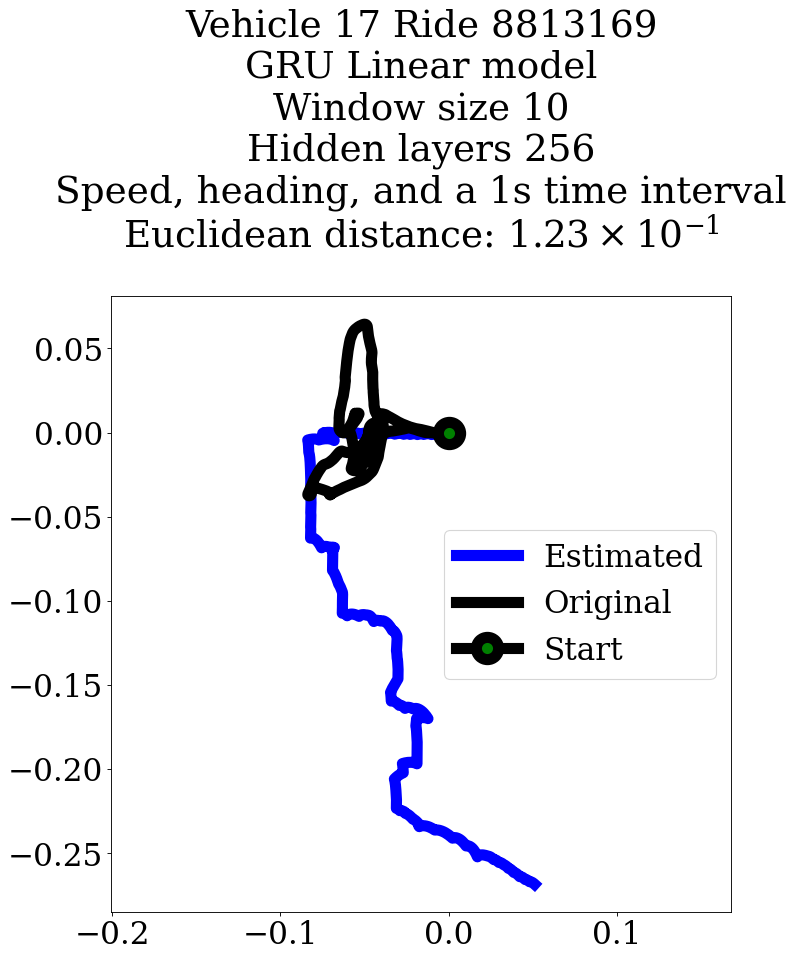 Vehicle 17 Ride 8813169
GRU Linear model
Window size 10
Hidden layers 256
Speed, heading, and a 1s time interval
Euclidean distance: 1.23 × 10⁻¹
0.05
0.00
−0.05
−0.10
−0.15
−0.20
−0.25
Estimated
Original
Start
−0.2 −0.1 0.0 0.1